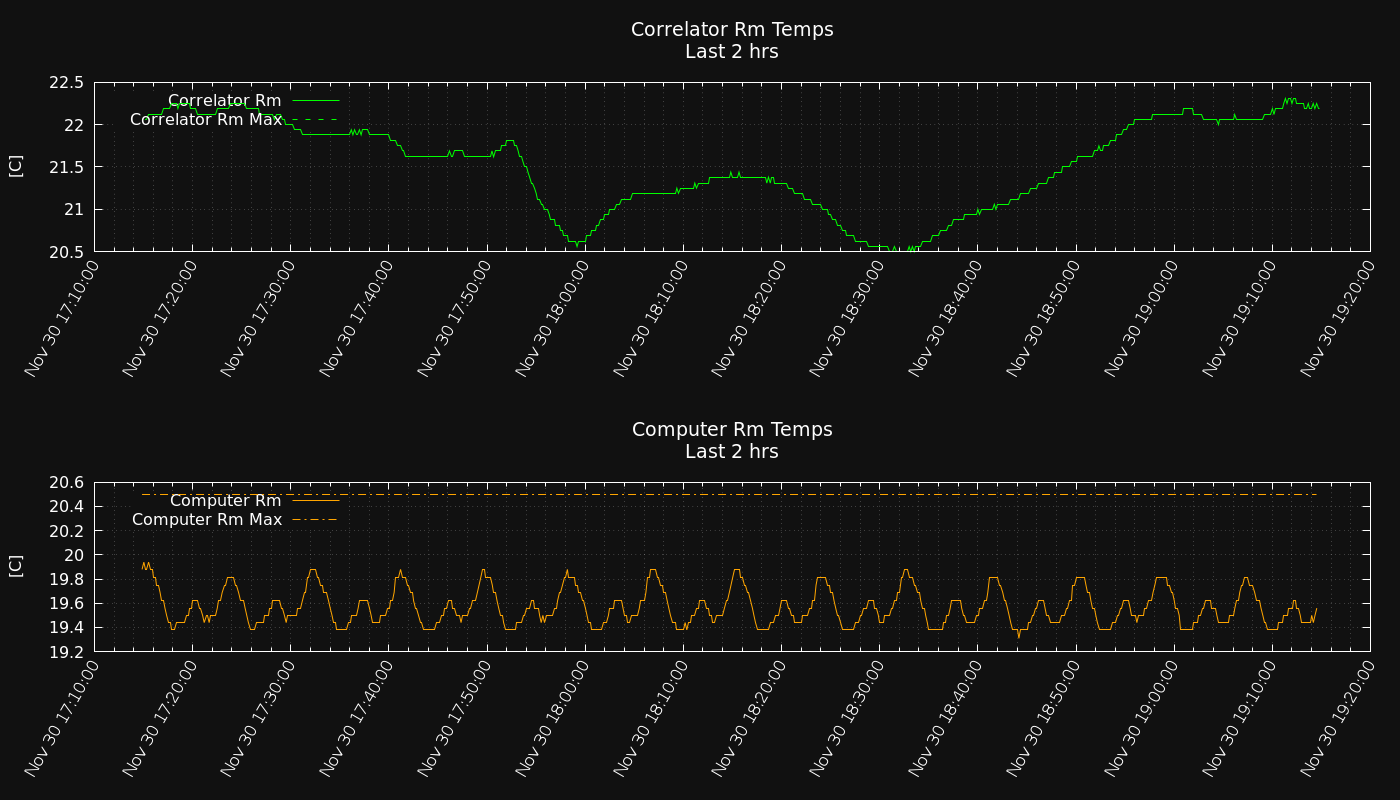 Correlator Rm Temps
Last 2 hrs
22.5
22
21.5
21
20.5
[C]
Correlator Rm
Correlator Rm Max
Nov 30 17:10:00
Nov 30 17:20:00
Nov 30 17:30:00
Nov 30 17:40:00
Nov 30 17:50:00
Nov 30 18:00:00
Nov 30 18:10:00
Nov 30 18:20:00
Nov 30 18:30:00
Nov 30 18:40:00
Nov 30 18:50:00
Nov 30 19:00:00
Nov 30 19:10:00
Nov 30 19:20:00
Computer Rm Temps
Last 2 hrs
20.6
20.4
20.2
20
19.8
19.6
19.4
19.2
[C]
Computer Rm
Computer Rm Max
Nov 30 17:10:00
Nov 30 17:20:00
Nov 30 17:30:00
Nov 30 17:40:00
Nov 30 17:50:00
Nov 30 18:00:00
Nov 30 18:10:00
Nov 30 18:20:00
Nov 30 18:30:00
Nov 30 18:40:00
Nov 30 18:50:00
Nov 30 19:00:00
Nov 30 19:10:00
Nov 30 19:20:00